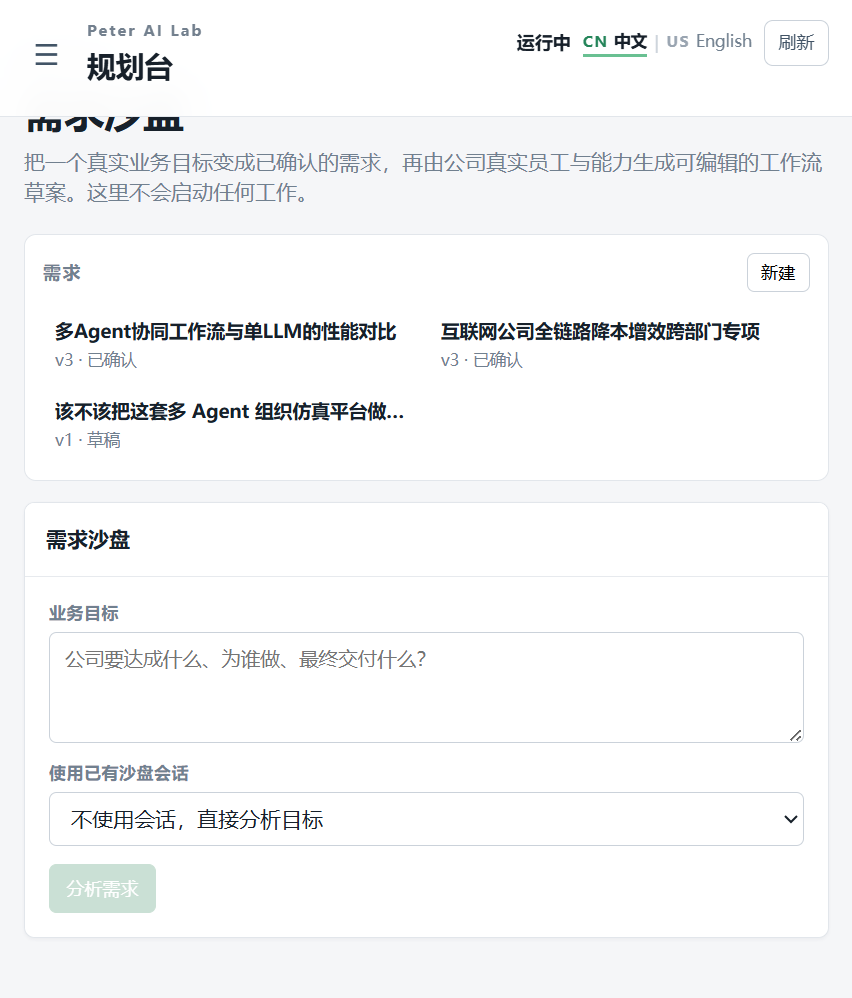 Peter AI Lab
规划台
运行中 CN 中文 | US English 刷新
需求沙盘
把一个真实业务目标变成已确认的需求，再由公司真实员工与能力生成可编辑的工作流
草案。这里不会启动任何工作。
需求
新建
多Agent协同工作流与单LLM的性能对比
v3 · 已确认
互联网公司全链路降本增效跨部门专项
v3 · 已确认
该不该把这套多 Agent 组织仿真平台做…
v1 · 草稿
需求沙盘
业务目标
公司要达成什么、为谁做、最终交付什么？
使用已有沙盘会话
不使用会话，直接分析目标
分析需求